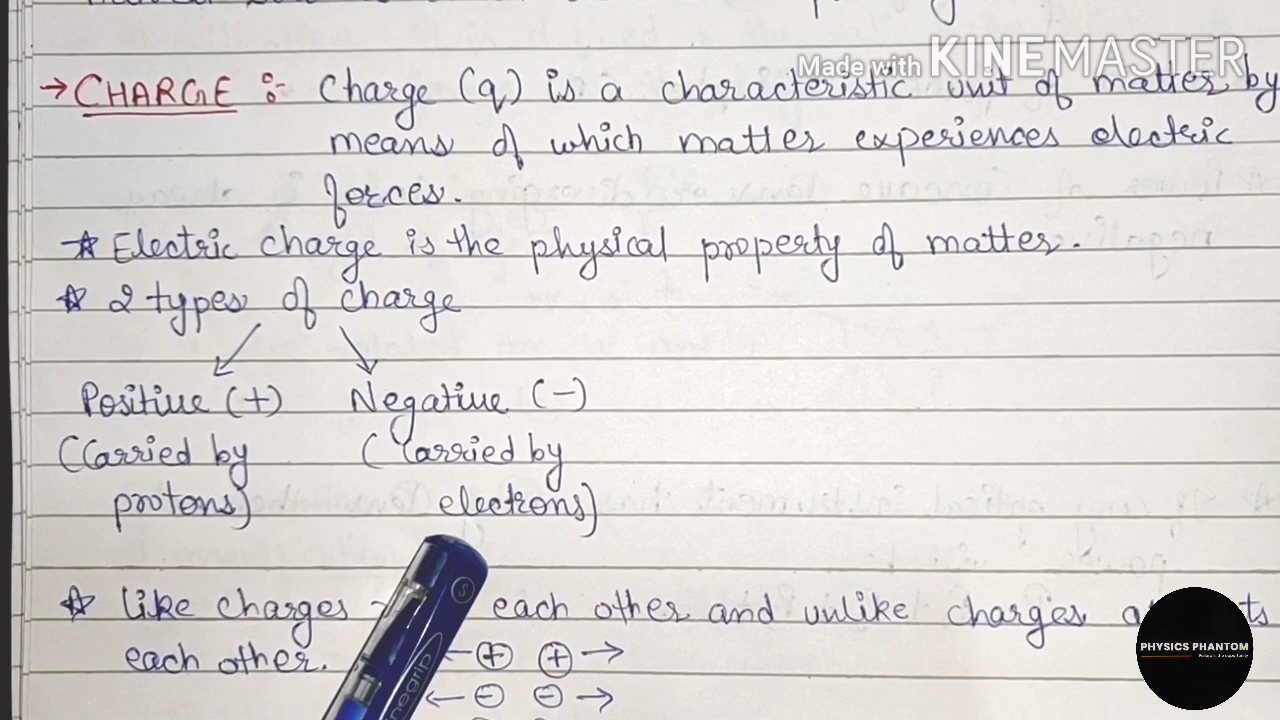 Made with KINEMASTER
→ CHARGE :- Charge (q) is a characteristic unit of matter by
means of which matter experiences electric
forces.
☆ Electric charge is the physical property of matter.
☆ 2 types of charge
Positive (+) Negative (-)
(Carried by (Carried by
protons) electrons)
☆ Like charges each other and unlike charges
each other. ← ⊕ ⊕ →
← ⊖ ⊖ →
S
PHYSICS PHANTOM